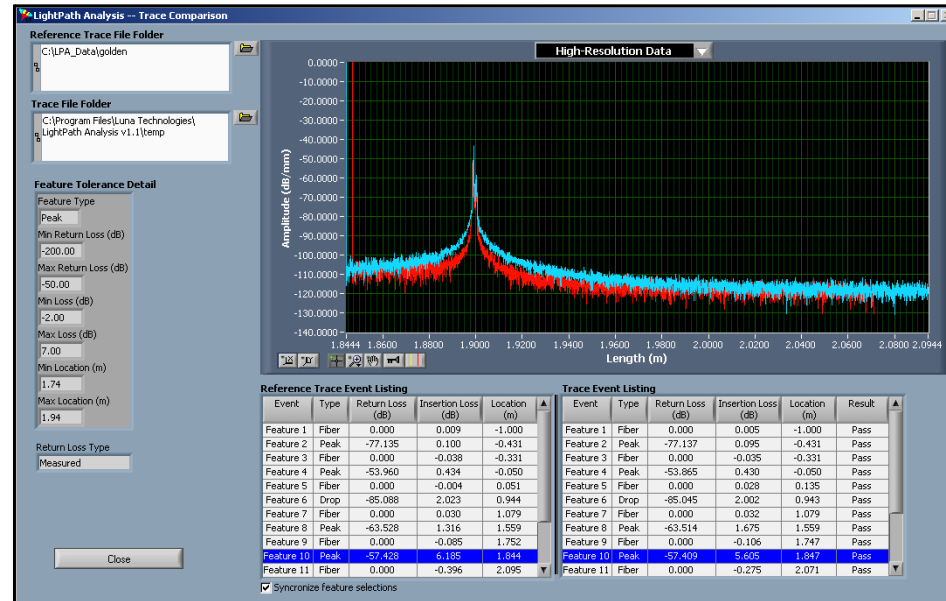 LightPath Analysis -- Trace Comparison
Reference Trace File Folder
C:\LPA_Data\golden
Trace File Folder
C:\Program Files\Luna Technologies\
LightPath Analysis v1.1\temp
Feature Tolerance Detail
Feature Type
Peak
Min Return Loss (dB)
-200.00
Max Return Loss (dB)
-50.00
Min Loss (dB)
-2.00
Max Loss (dB)
7.00
Min Location (m)
1.74
Max Location (m)
1.94
Return Loss Type
Measured
Close
High-Resolution Data
Amplitude (dB/mm)
0.0000
-10.0000
-20.0000
-30.0000
-40.0000
-50.0000
-60.0000
-70.0000
-80.0000
-90.0000
-100.0000
-110.0000
-120.0000
-130.0000
-140.0000
1.8444 1.8600 1.8800 1.9000 1.9200 1.9400 1.9600 1.9800 2.0000 2.0200 2.0400 2.0600 2.0800 2.0944
Length (m)
Reference Trace Event Listing
Event Type Return Loss (dB) Insertion Loss (dB) Location (m)
Feature 1 Fiber 0.000 0.009 -1.000
Feature 2 Peak -77.135 0.100 -0.431
Feature 3 Fiber 0.000 -0.038 -0.331
Feature 4 Peak -53.960 0.434 -0.050
Feature 5 Fiber 0.000 -0.004 0.051
Feature 6 Drop -85.088 2.023 0.944
Feature 7 Fiber 0.000 0.030 1.079
Feature 8 Peak -63.528 1.316 1.559
Feature 9 Fiber 0.000 -0.085 1.752
Feature 10 Peak -57.428 6.185 1.844
Feature 11 Fiber 0.000 -0.396 2.095
Syncronize feature selections
Trace Event Listing
Event Type Return Loss (dB) Insertion Loss (dB) Location (m) Result
Feature 1 Fiber 0.000 0.005 -1.000 Pass
Feature 2 Peak -77.137 0.095 -0.431 Pass
Feature 3 Fiber 0.000 -0.035 -0.331 Pass
Feature 4 Peak -53.865 0.430 -0.050 Pass
Feature 5 Fiber 0.000 0.028 0.135 Pass
Feature 6 Drop -85.045 2.002 0.943 Pass
Feature 7 Fiber 0.000 0.032 1.079 Pass
Feature 8 Peak -63.514 1.675 1.559 Pass
Feature 9 Fiber 0.000 -0.106 1.747 Pass
Feature 10 Peak -57.409 5.605 1.847 Pass
Feature 11 Fiber 0.000 -0.275 2.071 Pass